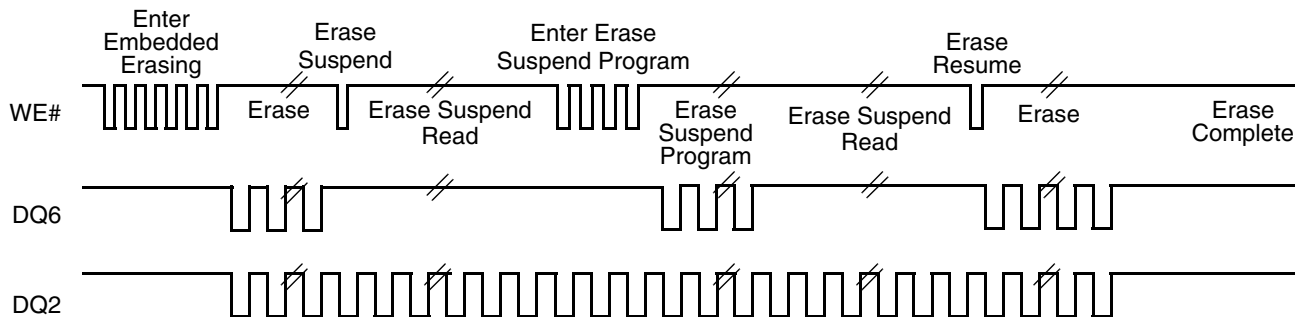 Enter
Embedded
Erasing
Erase
Suspend
Enter Erase
Suspend Program
Erase
Resume
WE#
Erase
Erase Suspend
Read
Erase
Suspend
Program
Erase Suspend
Read
Erase
Erase
Complete
DQ6
DQ2